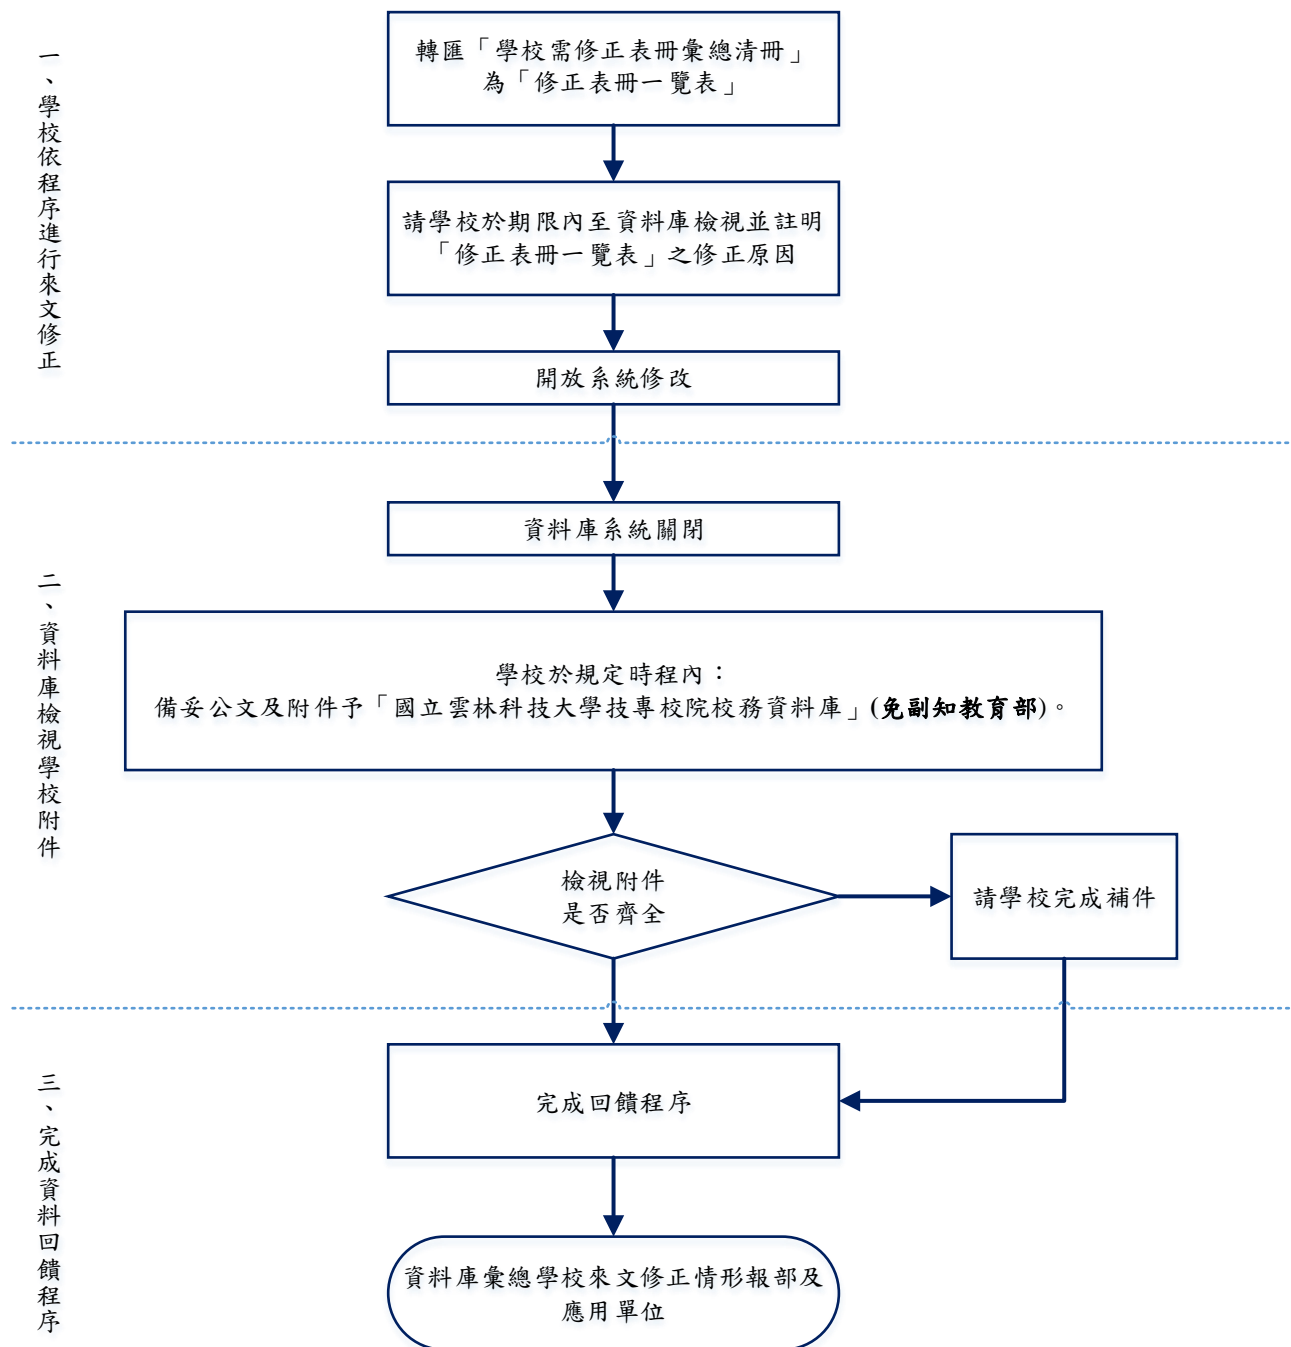 一、學校依程序進行來文修正
轉匯「學校需修正表冊彙總清冊」
為「修正表冊一覽表」
請學校於期限內至資料庫檢視並註明
「修正表冊一覽表」之修正原因
開放系統修改
二、資料庫檢視學校附件
資料庫系統關閉
學校於規定時程內：
備妥公文及附件予「國立雲林科技大學技專校院校務資料庫」(免副知教育部)。
檢視附件
是否齊全
請學校完成補件
三、完成資料回饋程序
完成回饋程序
資料庫彙總學校來文修正情形報部及
應用單位